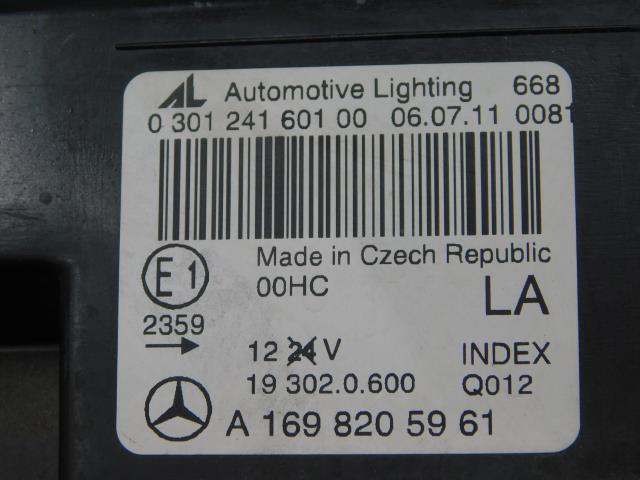 AL Automotive Lighting 668
0 301 241 601 00 06.07.11 0081
Made in Czech Republic
E1 00HC LA
2359
12 24 V INDEX
19 302.0.600 Q012
A 169 820 59 61